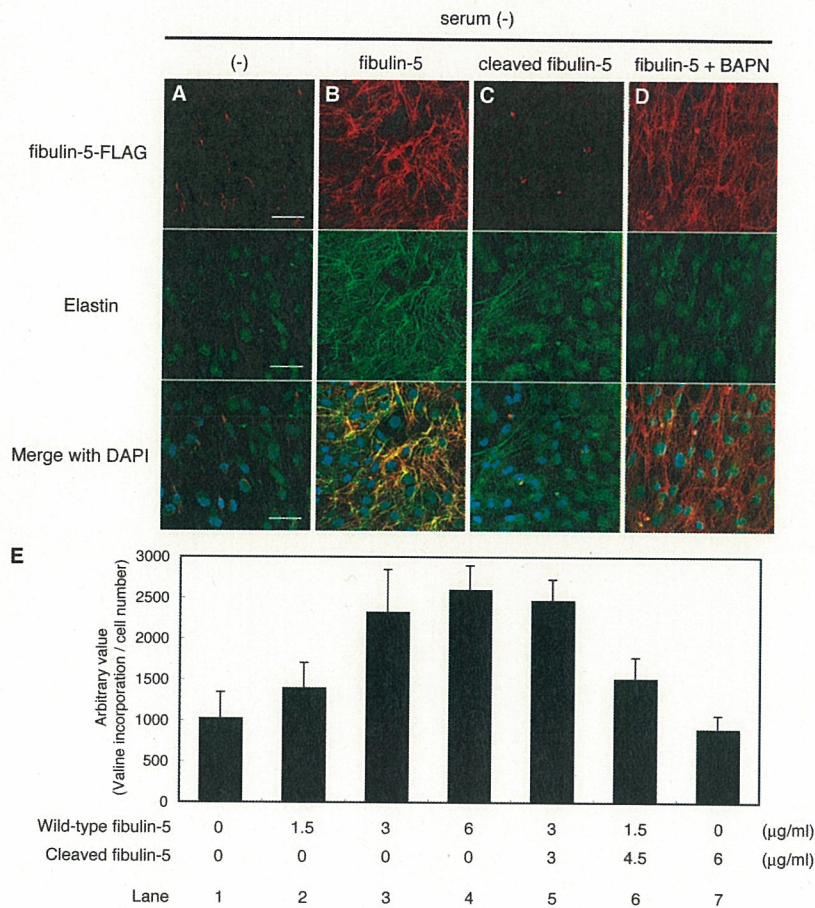 serum (-)
(-) fibulin-5 cleaved fibulin-5 fibulin-5 + BAPN
A B C D
fibulin-5-FLAG
Elastin
Merge with DAPI
E
3000
2500
2000
1500
1000
500
0
Arbitrary value
(Valine incorporation / cell number)
Wild-type fibulin-5 0 1.5 3 6 3 1.5 0 (μg/ml)
Cleaved fibulin-5 0 0 0 0 3 4.5 6 (μg/ml)
Lane 1 2 3 4 5 6 7